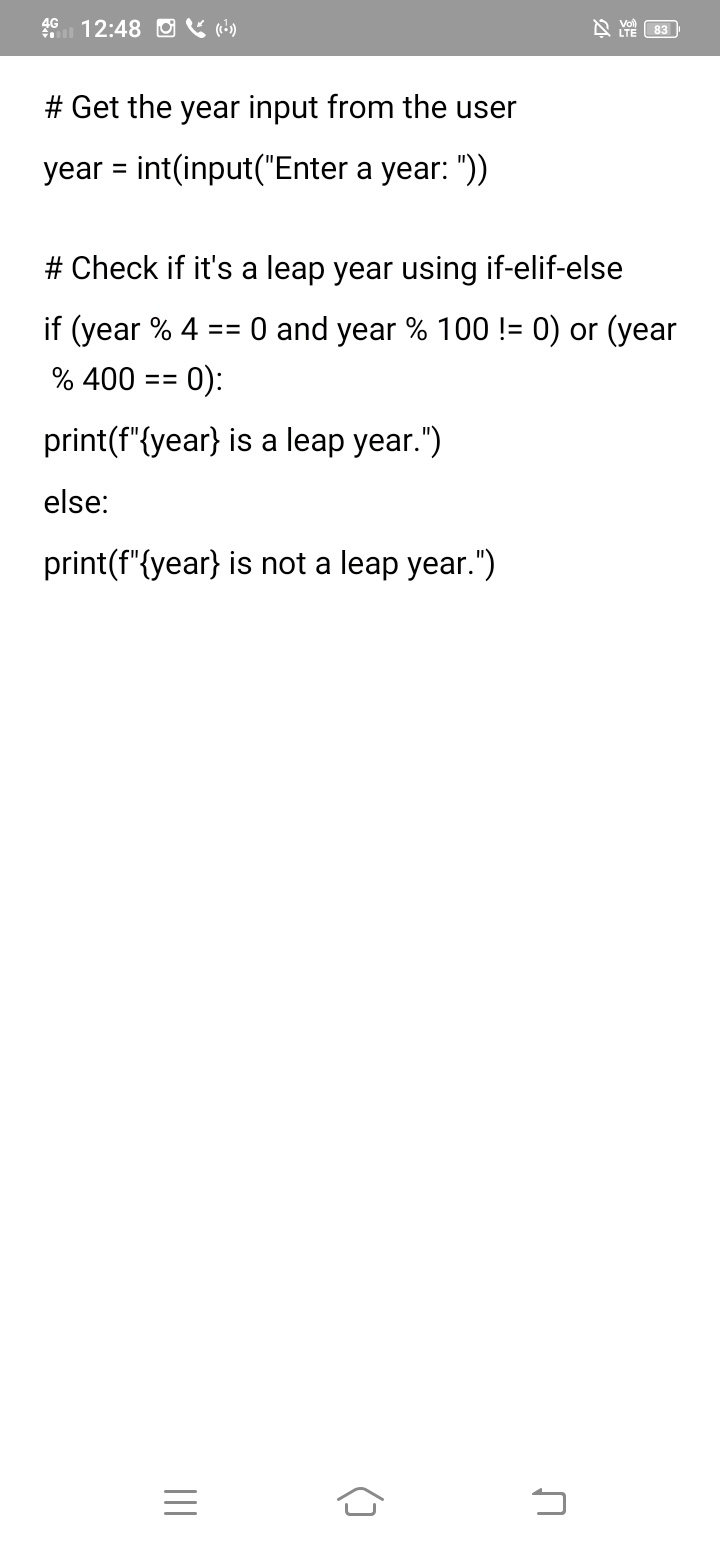 4G 12:48 Vo) LTE 83
# Get the year input from the user
year = int(input("Enter a year: "))
# Check if it's a leap year using if-elif-else
if (year % 4 == 0 and year % 100 != 0) or (year
% 400 == 0):
print(f"{year} is a leap year.")
else:
print(f"{year} is not a leap year.")